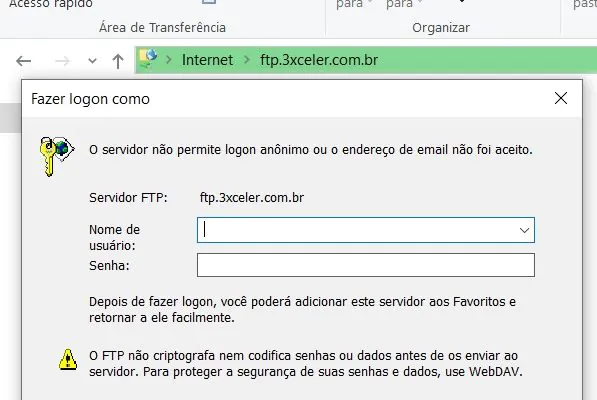 Acesso rápido
para
para
past
Área de Transferência
Organizar
Internet
ftp.3xceler.com.br
Fazer logon como
O servidor não permite logon anônimo ou o endereço de email não foi aceito.
Servidor FTP: ftp.3xceler.com.br
Nome de
usuário:
Senha:
Depois de fazer logon, você poderá adicionar este servidor aos Favoritos e
retornar a ele facilmente.
O FTP não criptografa nem codifica senhas ou dados antes de os enviar ao
servidor. Para proteger a segurança de suas senhas e dados, use WebDAV.